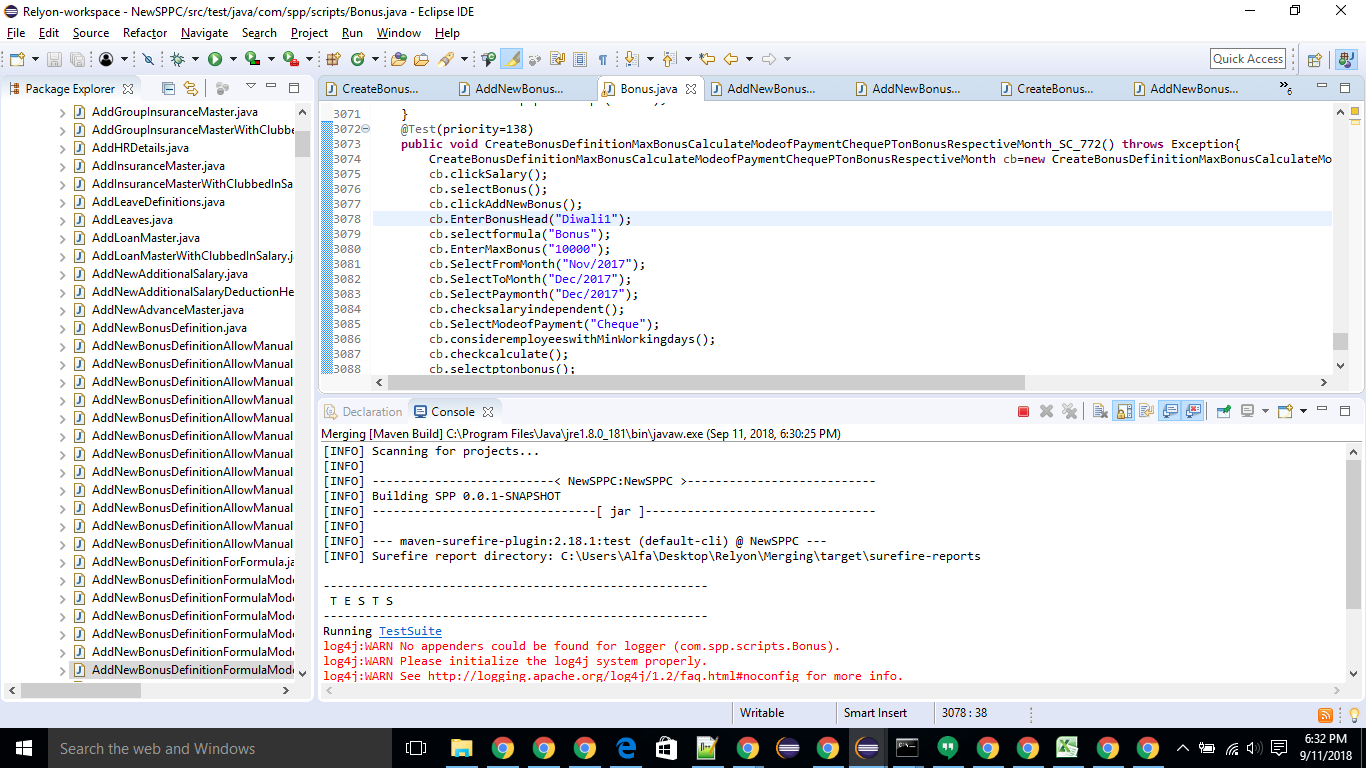 Relyon-workspace - NewSPPC/src/test/java/com/spp/scripts/Bonus.java - Eclipse IDE
File Edit Source Refactor Navigate Search Project Run Window Help
Quick Access
Package Explorer
CreateBonus... AddNewBonus... Bonus.java AddNewBonus... AddNewBonus... CreateBonus... AddNewBonus... »6
AddGroupInsuranceMaster.java
AddGroupInsuranceMasterWithClubbe
AddHRDetails.java
AddInsuranceMaster.java
AddInsuranceMasterWithClubbedInSa
AddLeaveDefinitions.java
AddLeaves.java
AddLoanMaster.java
AddLoanMasterWithClubbedInSalary.j
AddNewAdditionalSalary.java
AddNewAdditionalSalaryDeductionHe
AddNewAdvanceMaster.java
AddNewBonusDefinition.java
AddNewBonusDefinitionAllowManual
AddNewBonusDefinitionAllowManual
AddNewBonusDefinitionAllowManual
AddNewBonusDefinitionAllowManual
AddNewBonusDefinitionAllowManual
AddNewBonusDefinitionAllowManual
AddNewBonusDefinitionAllowManual
AddNewBonusDefinitionAllowManual
AddNewBonusDefinitionAllowManual
AddNewBonusDefinitionAllowManual
AddNewBonusDefinitionAllowManual
AddNewBonusDefinitionAllowManual
AddNewBonusDefinitionForFormula.ja
AddNewBonusDefinitionFormulaMode
AddNewBonusDefinitionFormulaMode
AddNewBonusDefinitionFormulaMode
AddNewBonusDefinitionFormulaMode
AddNewBonusDefinitionFormulaMode
AddNewBonusDefinitionFormulaMode
3071 }
3072 @Test(priority=138)
3073 public void CreateBonusDefinitionMaxBonusCalculateModeofPaymentChequePTonBonusRespectiveMonth_SC_772() throws Exception{
3074 CreateBonusDefinitionMaxBonusCalculateModeofPaymentChequePTonBonusRespectiveMonth cb=new CreateBonusDefinitionMaxBonusCalculateMo
3075 cb.clickSalary();
3076 cb.selectBonus();
3077 cb.clickAddNewBonus();
3078 cb.EnterBonusHead("Diwali1");
3079 cb.selectformula("Bonus");
3080 cb.EnterMaxBonus("10000");
3081 cb.SelectFromMonth("Nov/2017");
3082 cb.SelectToMonth("Dec/2017");
3083 cb.SelectPaymonth("Dec/2017");
3084 cb.checksalaryindependent();
3085 cb.SelectModeofPayment("Cheque");
3086 cb.consideremployeeswithMinWorkingdays();
3087 cb.checkcalculate();
3088 cb.selectptonbonus();
Declaration Console
Merging [Maven Build] C:\Program Files\Java\jre1.8.0_181\bin\javaw.exe (Sep 11, 2018, 6:30:25 PM)
[INFO] Scanning for projects...
[INFO]
[INFO] --------------------------< NewSPPC:NewSPPC >---------------------------
[INFO] Building SPP 0.0.1-SNAPSHOT
[INFO] --------------------------------[ jar ]---------------------------------
[INFO]
[INFO] --- maven-surefire-plugin:2.18.1:test (default-cli) @ NewSPPC ---
[INFO] Surefire report directory: C:\Users\Alfa\Desktop\Relyon\Merging\target\surefire-reports
-------------------------------------------------------
T E S T S
-------------------------------------------------------
Running TestSuite
log4j:WARN No appenders could be found for logger (com.spp.scripts.Bonus).
log4j:WARN Please initialize the log4j system properly.
log4j:WARN See http://logging.apache.org/log4j/1.2/faq.html#noconfig for more info.
Writable Smart Insert 3078 : 38
Search the web and Windows
6:32 PM
9/11/2018